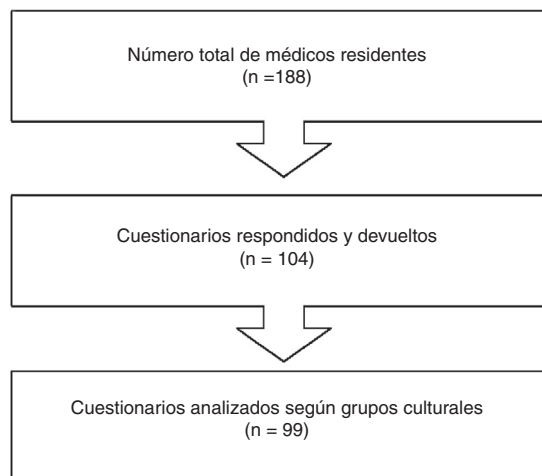 Número total de médicos residentes
(n =188)
Cuestionarios respondidos y devueltos
(n = 104)
Cuestionarios analizados según grupos culturales
(n = 99)